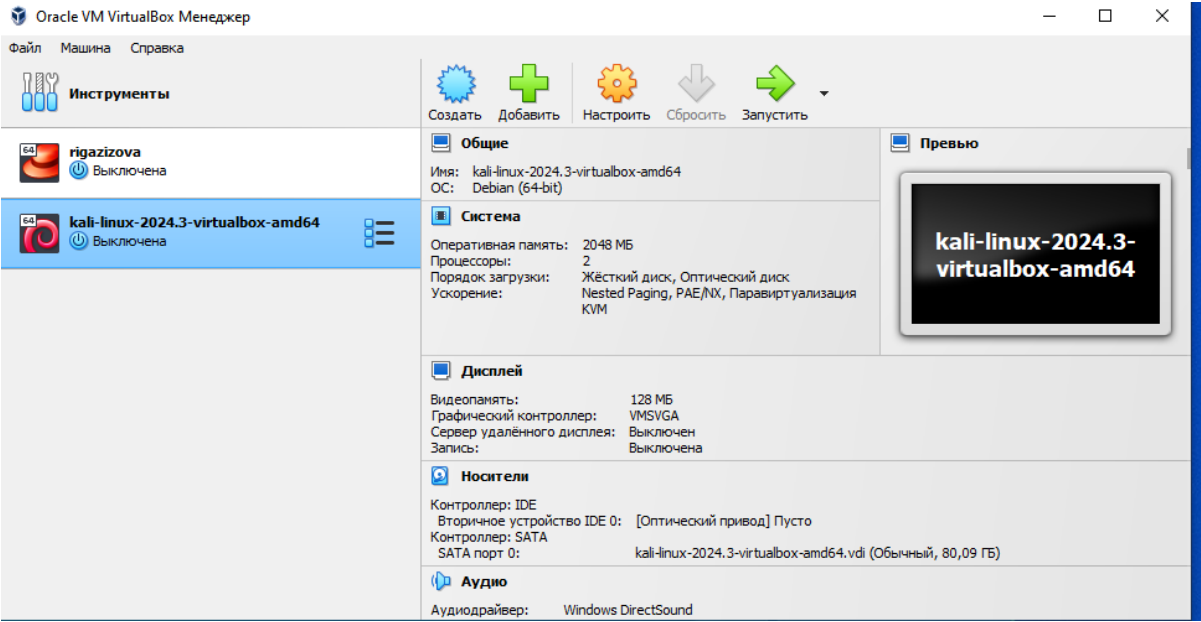 Oracle VM VirtualBox Менеджер
Файл Машина Справка
Инструменты
Создать Добавить Настроить Сбросить Запустить
64
rigazizova
Выключена
64
kali-linux-2024.3-virtualbox-amd64
Выключена
Общие
Имя: kali-linux-2024.3-virtualbox-amd64
ОС: Debian (64-bit)
Система
Оперативная память: 2048 МБ
Процессоры: 2
Порядок загрузки: Жёсткий диск, Оптический диск
Ускорение: Nested Paging, PAE/NX, Паравиртуализация
KVM
Превью
kali-linux-2024.3-
virtualbox-amd64
Дисплей
Видеопамять: 128 МБ
Графический контроллер: VMSVGA
Сервер удалённого дисплея: Выключен
Запись: Выключена
Носители
Контроллер: IDE
Вторичное устройство IDE 0: [Оптический привод] Пусто
Контроллер: SATA
SATA порт 0: kali-linux-2024.3-virtualbox-amd64.vdi (Обычный, 80,09 ГБ)
Аудио
Аудиодрайвер: Windows DirectSound